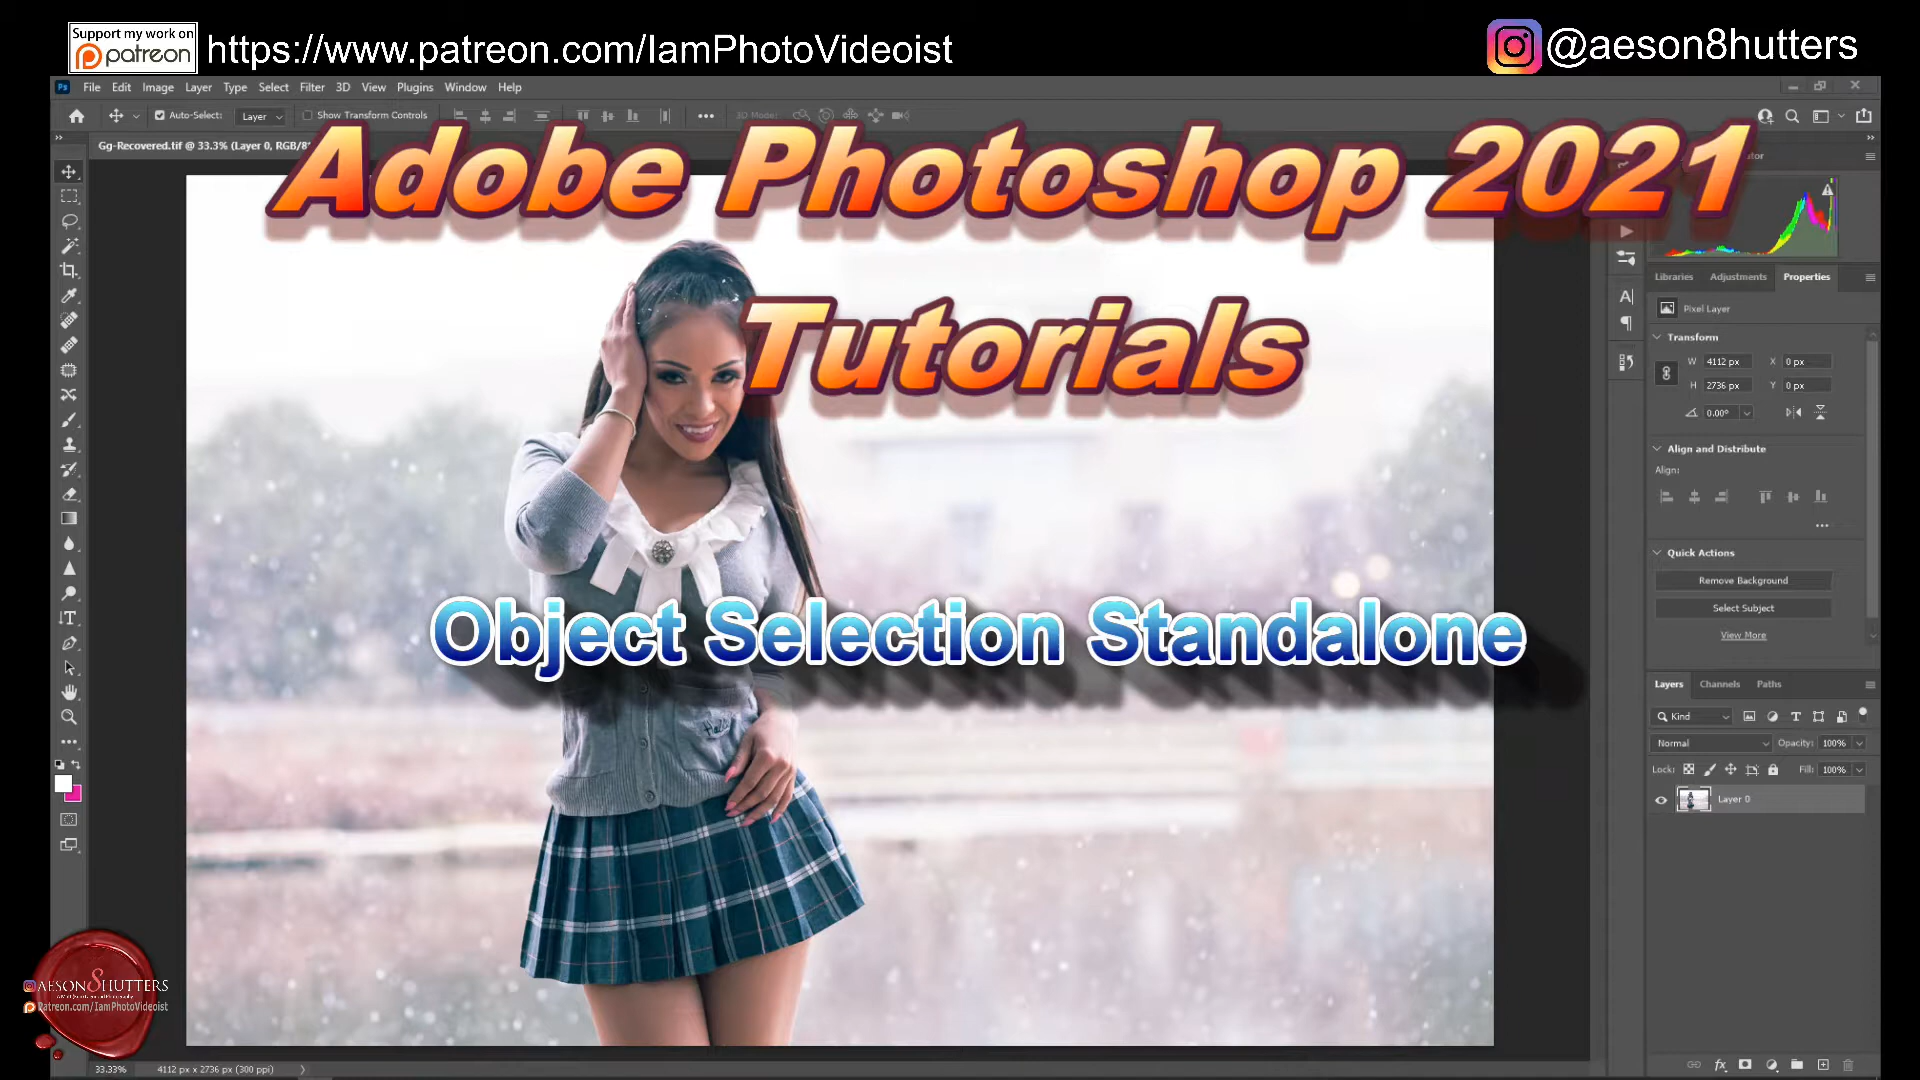 Support my work on
patreon
https://www.patreon.com/IamPhotoVideoist
@aeson8hutters
Ps
File Edit Image Layer Type Select Filter 3D View Plugins Window Help
Auto-Select: Layer Show Transform Controls 3D Mode:
Gg-Recovered.tif @ 33.3% (Layer 0, RGB/8
Adobe Photoshop 2021
Tutorials
Object Selection Standalone
Libraries Adjustments Properties
Pixel Layer
Transform
W 4112 px X 0 px
H 2736 px Y 0 px
0.00°
Align and Distribute
Align:
Quick Actions
Remove Background
Select Subject
View More
Layers Channels Paths
Kind
Normal Opacity: 100%
Lock: Fill: 100%
Layer 0
AESON8HUTTERS
Patreon.com/IamPhotoVideoist
33.33% 4112 px x 2736 px (300 ppi)